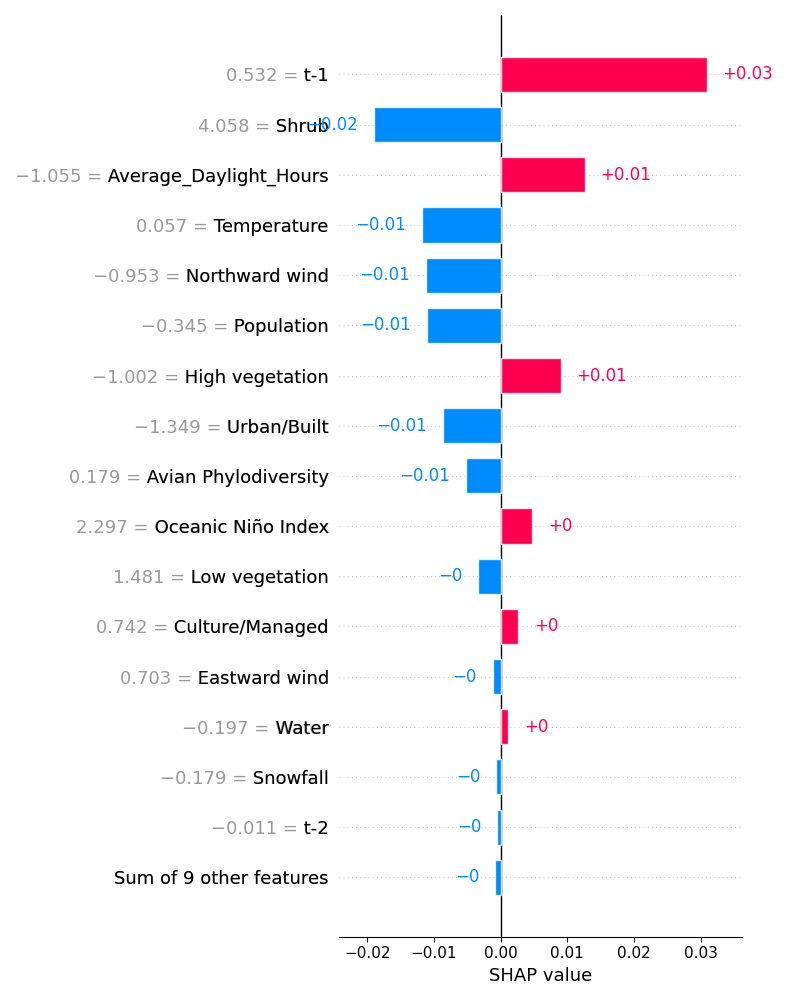 0.532 = t-1 +0.03
4.058 = Shrub −0.02
−1.055 = Average_Daylight_Hours +0.01
0.057 = Temperature −0.01
−0.953 = Northward wind −0.01
−0.345 = Population −0.01
−1.002 = High vegetation +0.01
−1.349 = Urban/Built −0.01
0.179 = Avian Phylodiversity −0.01
2.297 = Oceanic Niño Index +0
1.481 = Low vegetation −0
0.742 = Culture/Managed +0
0.703 = Eastward wind −0
−0.197 = Water +0
−0.179 = Snowfall −0
−0.011 = t-2 −0
Sum of 9 other features −0
−0.02 −0.01 0.00 0.01 0.02 0.03
SHAP value